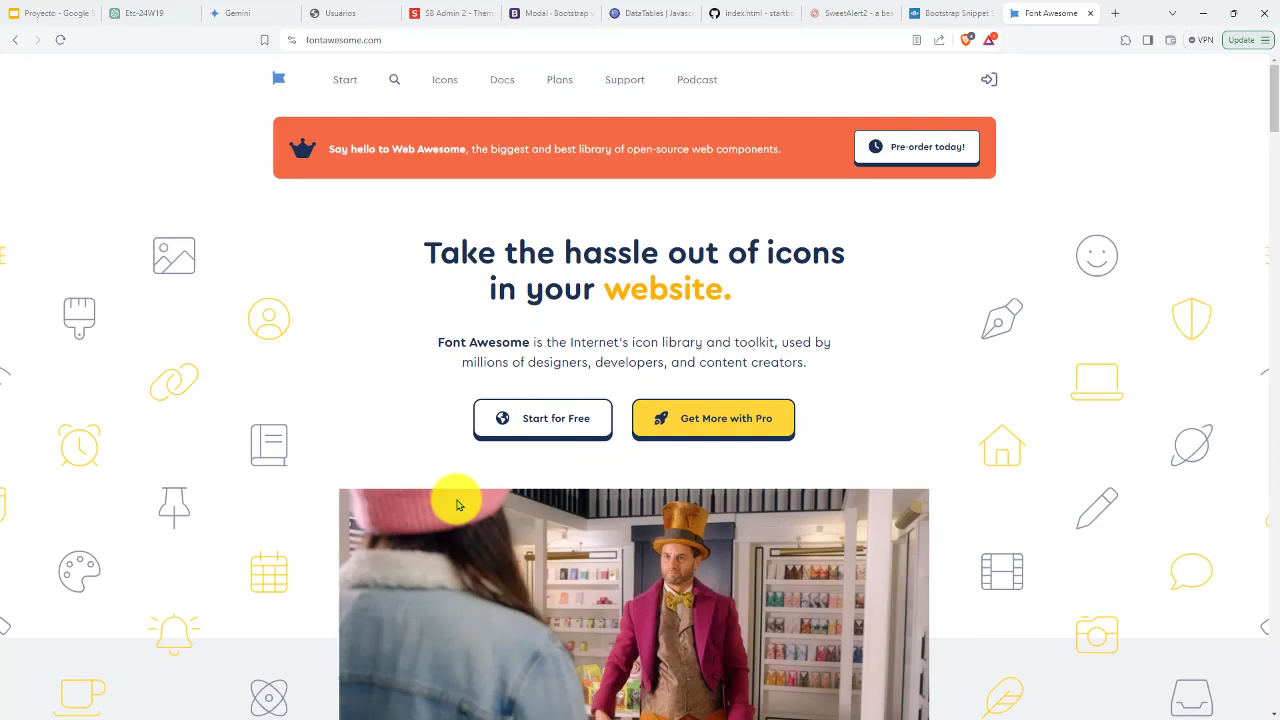 Proyecto - Google
Etc-24W19
Gemini
Usuarios
SB Admin 2 - Them
Modal - Bootstrap v
DataTables | Javasc
index.html - startbo
SweetAlert2 - a bea
Bootstrap Snippet S
Font Awesome
fontawesome.com
VPN
Update
Start
Icons
Docs
Plans
Support
Podcast
Say hello to Web Awesome, the biggest and best library of open-source web components.
Pre-order today!
Take the hassle out of icons
in your website.
Font Awesome is the Internet's icon library and toolkit, used by
millions of designers, developers, and content creators.
Start for Free
Get More with Pro